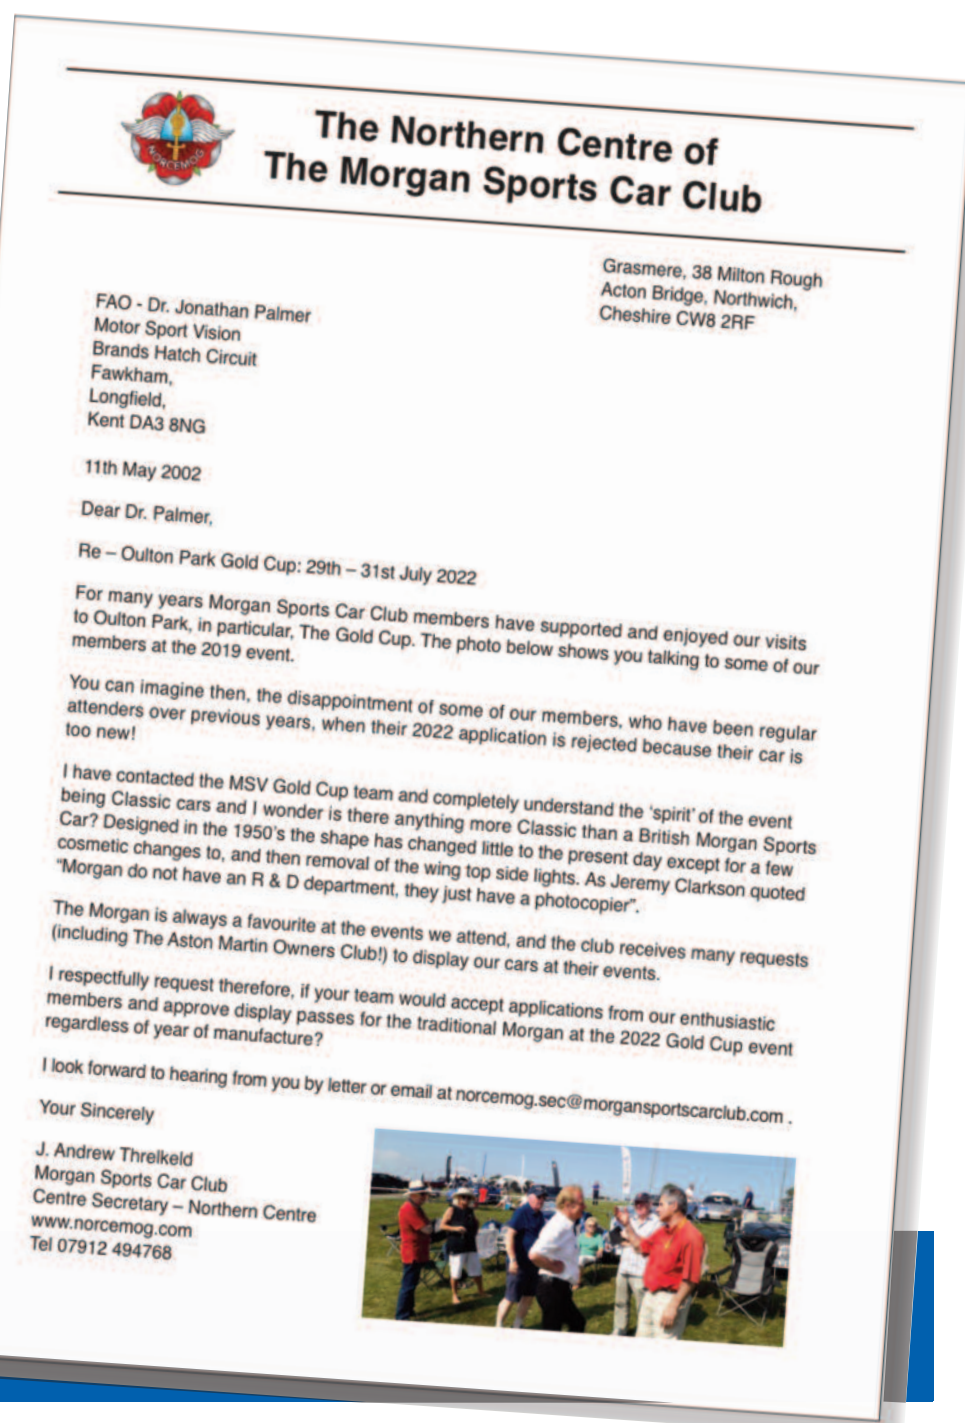 The Northern Centre of
The Morgan Sports Car Club
NORCEMOG
Grasmere, 38 Milton Rough
Acton Bridge, Northwich,
Cheshire CW8 2RF
FAO - Dr. Jonathan Palmer
Motor Sport Vision
Brands Hatch Circuit
Fawkham,
Longfield,
Kent DA3 8NG
11th May 2002
Dear Dr. Palmer,
Re – Oulton Park Gold Cup: 29th – 31st July 2022
For many years Morgan Sports Car Club members have supported and enjoyed our visits
to Oulton Park, in particular, The Gold Cup. The photo below shows you talking to some of our
members at the 2019 event.
You can imagine then, the disappointment of some of our members, who have been regular
attenders over previous years, when their 2022 application is rejected because their car is
too new!
I have contacted the MSV Gold Cup team and completely understand the ‘spirit’ of the event
being Classic cars and I wonder is there anything more Classic than a British Morgan Sports
Car? Designed in the 1950’s the shape has changed little to the present day except for a few
cosmetic changes to, and then removal of the wing top side lights. As Jeremy Clarkson quoted
“Morgan do not have an R & D department, they just have a photocopier”.
The Morgan is always a favourite at the events we attend, and the club receives many requests
(including The Aston Martin Owners Club!) to display our cars at their events.
I respectfully request therefore, if your team would accept applications from our enthusiastic
members and approve display passes for the traditional Morgan at the 2022 Gold Cup event
regardless of year of manufacture?
I look forward to hearing from you by letter or email at norcemog.sec@morgansportscarclub.com .
Your Sincerely
J. Andrew Threlkeld
Morgan Sports Car Club
Centre Secretary – Northern Centre
www.norcemog.com
Tel 07912 494768